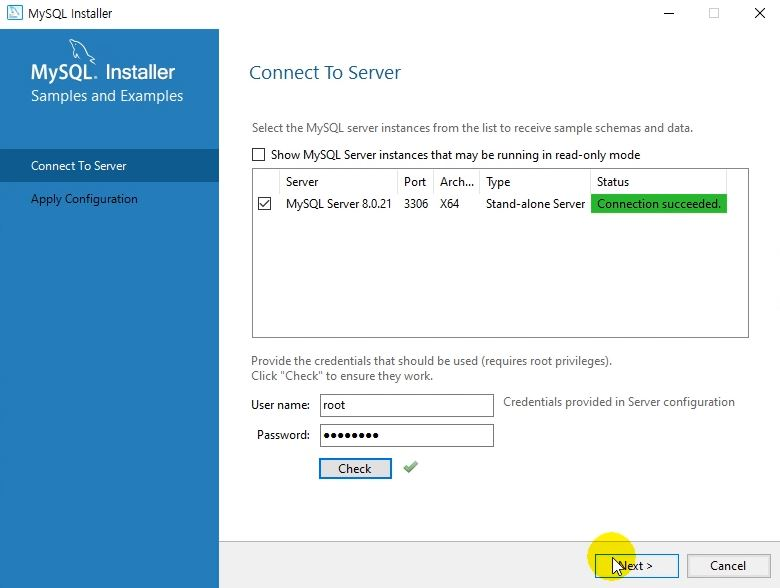 MySQL Installer
MySQL. Installer
Samples and Examples
Connect To Server
Apply Configuration
Connect To Server
Select the MySQL server instances from the list to receive sample schemas and data.
Show MySQL Server instances that may be running in read-only mode
Server Port Arch... Type Status
MySQL Server 8.0.21 3306 X64 Stand-alone Server Connection succeeded.
Provide the credentials that should be used (requires root privileges).
Click "Check" to ensure they work.
User name: root Credentials provided in Server configuration
Password: ●●●●●●●●
Check
Next > Cancel